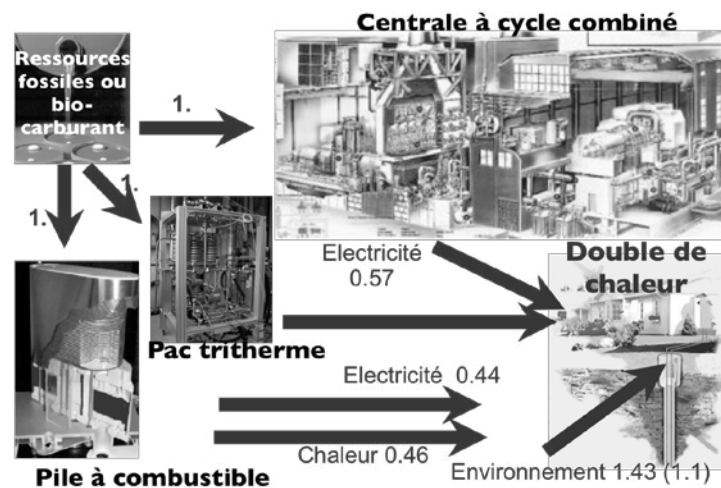 Centrale à cycle combiné
Ressources
fossiles ou
bio-
carburant
1.
1.
1.
Electricité
0.57
Double de
chaleur
Pac tritherme
Electricité 0.44
Chaleur 0.46
Pile à combustible
Environnement 1.43 (1.1)